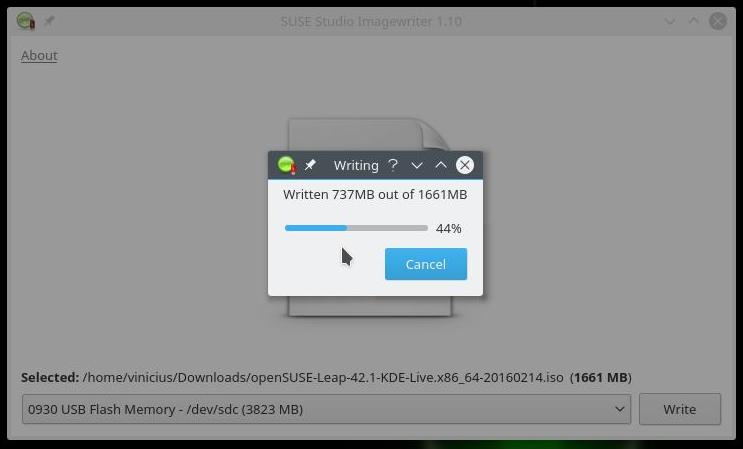 SUSE Studio Imagewriter 1.10
About
Writing
Written 737MB out of 1661MB
44%
Cancel
Selected: /home/vinicius/Downloads/openSUSE-Leap-42.1-KDE-Live.x86_64-20160214.iso (1661 MB)
0930 USB Flash Memory - /dev/sdc (3823 MB)
Write